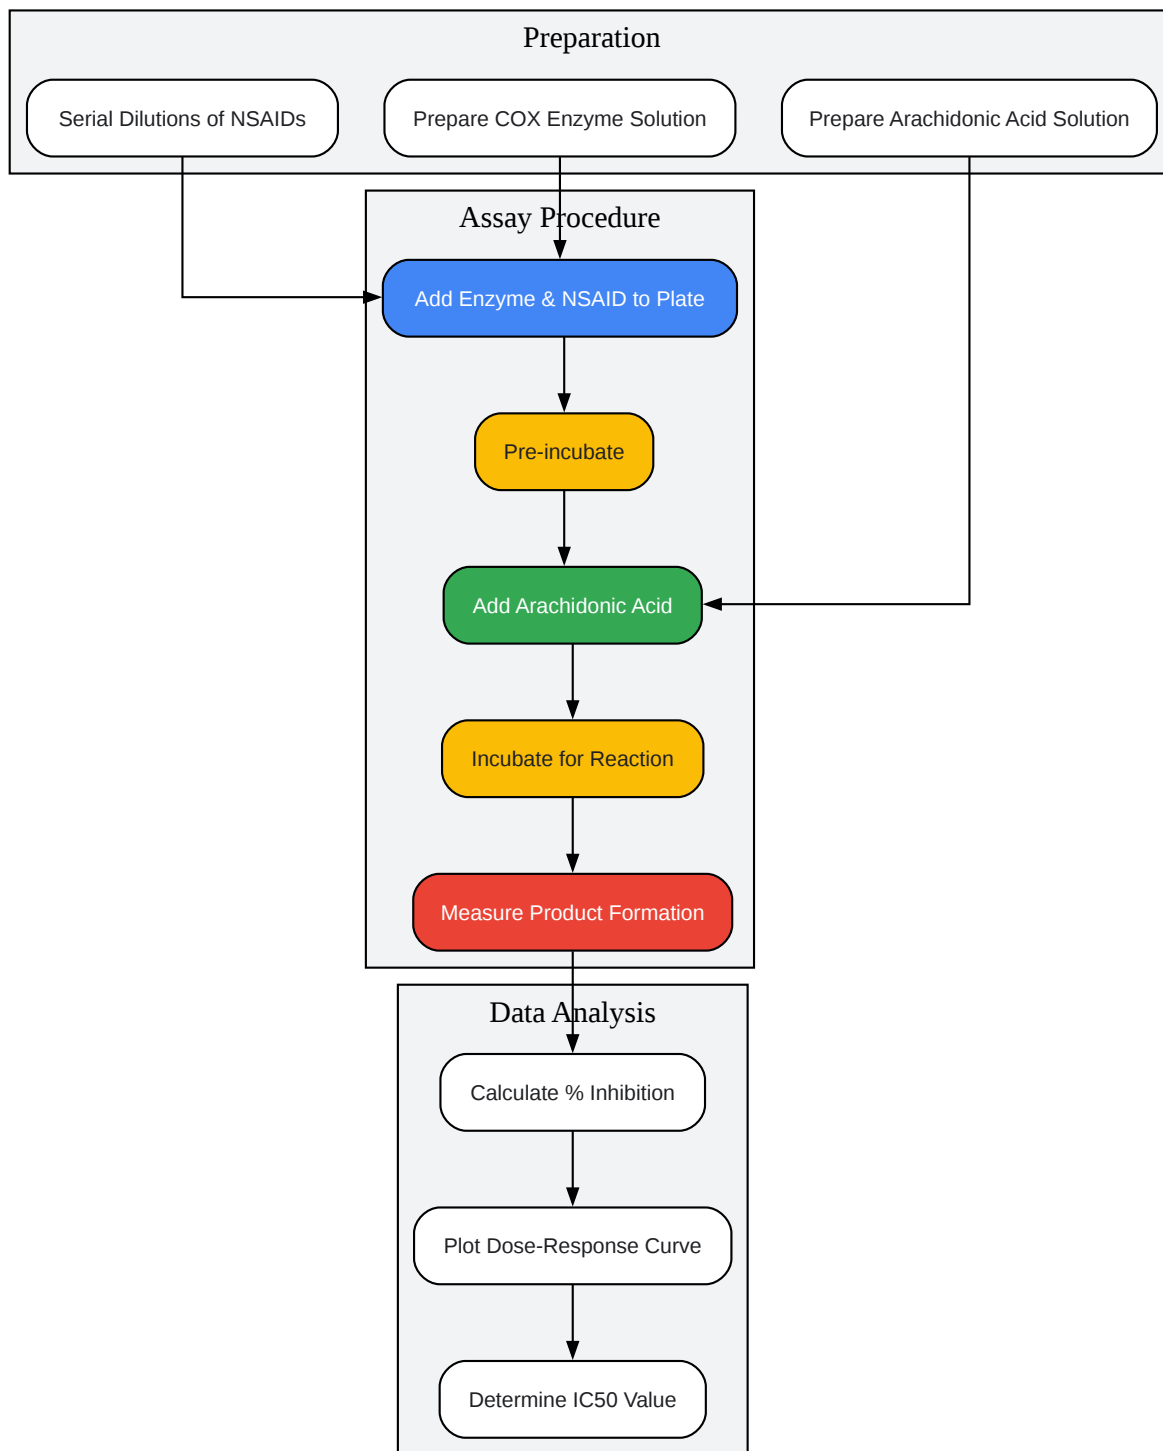 Preparation
Serial Dilutions of NSAIDs
Prepare COX Enzyme Solution
Prepare Arachidonic Acid Solution
Assay Procedure
Add Enzyme & NSAID to Plate
Pre-incubate
Add Arachidonic Acid
Incubate for Reaction
Measure Product Formation
Data Analysis
Calculate % Inhibition
Plot Dose-Response Curve
Determine IC50 Value